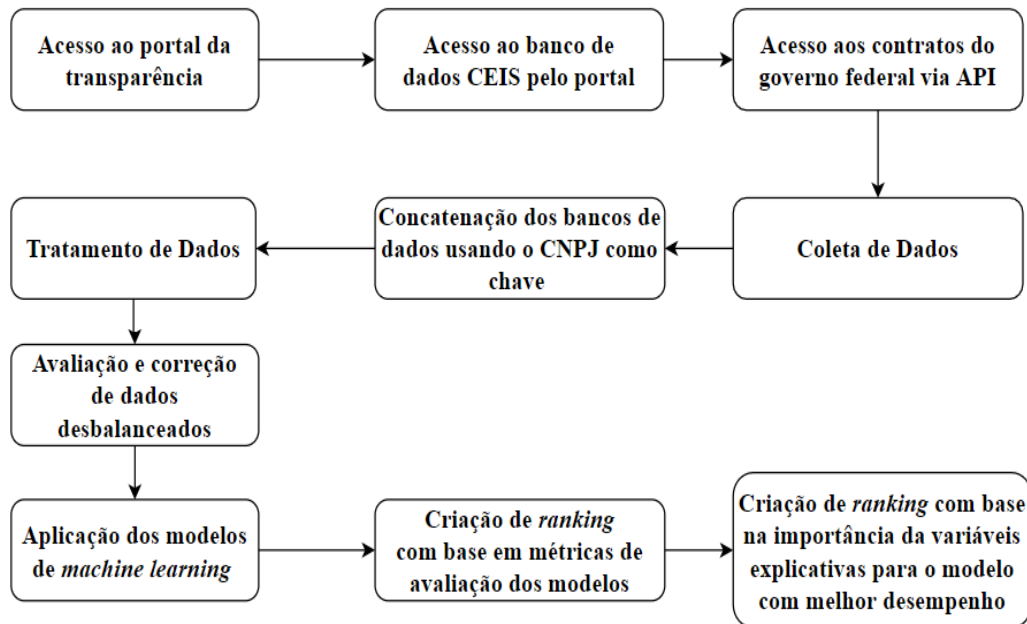 Acesso ao portal da
transparência
Acesso ao banco de
dados CEIS pelo portal
Acesso aos contratos do
governo federal via API
Coleta de Dados
Concatenação dos bancos de
dados usando o CNPJ como
chave
Tratamento de Dados
Avaliação e correção
de dados
desbalanceados
Aplicação dos modelos
de machine learning
Criação de ranking
com base em métricas de
avaliação dos modelos
Criação de ranking com base
na importância da variáveis
explicativas para o modelo
com melhor desempenho